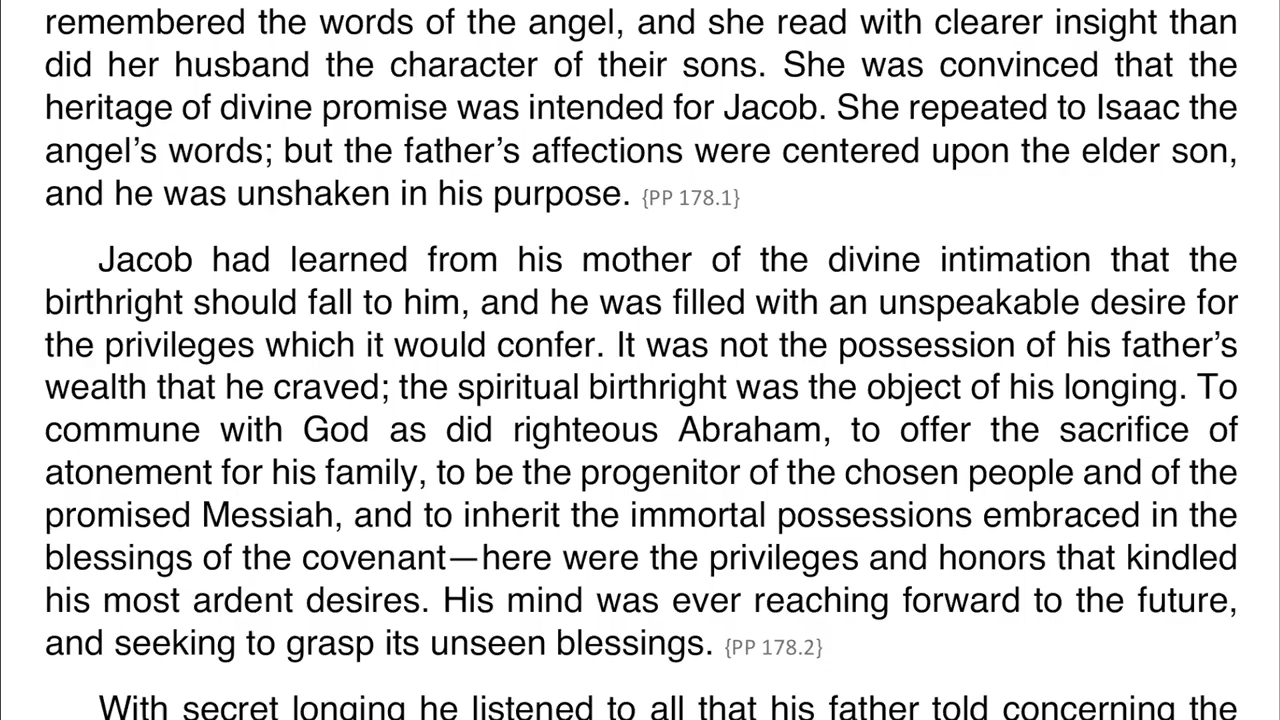 remembered the words of the angel, and she read with clearer insight than
did her husband the character of their sons. She was convinced that the
heritage of divine promise was intended for Jacob. She repeated to Isaac the
angel’s words; but the father’s affections were centered upon the elder son,
and he was unshaken in his purpose. {PP 178.1}
Jacob had learned from his mother of the divine intimation that the
birthright should fall to him, and he was filled with an unspeakable desire for
the privileges which it would confer. It was not the possession of his father’s
wealth that he craved; the spiritual birthright was the object of his longing. To
commune with God as did righteous Abraham, to offer the sacrifice of
atonement for his family, to be the progenitor of the chosen people and of the
promised Messiah, and to inherit the immortal possessions embraced in the
blessings of the covenant—here were the privileges and honors that kindled
his most ardent desires. His mind was ever reaching forward to the future,
and seeking to grasp its unseen blessings. {PP 178.2}
With secret longing he listened to all that his father told concerning the